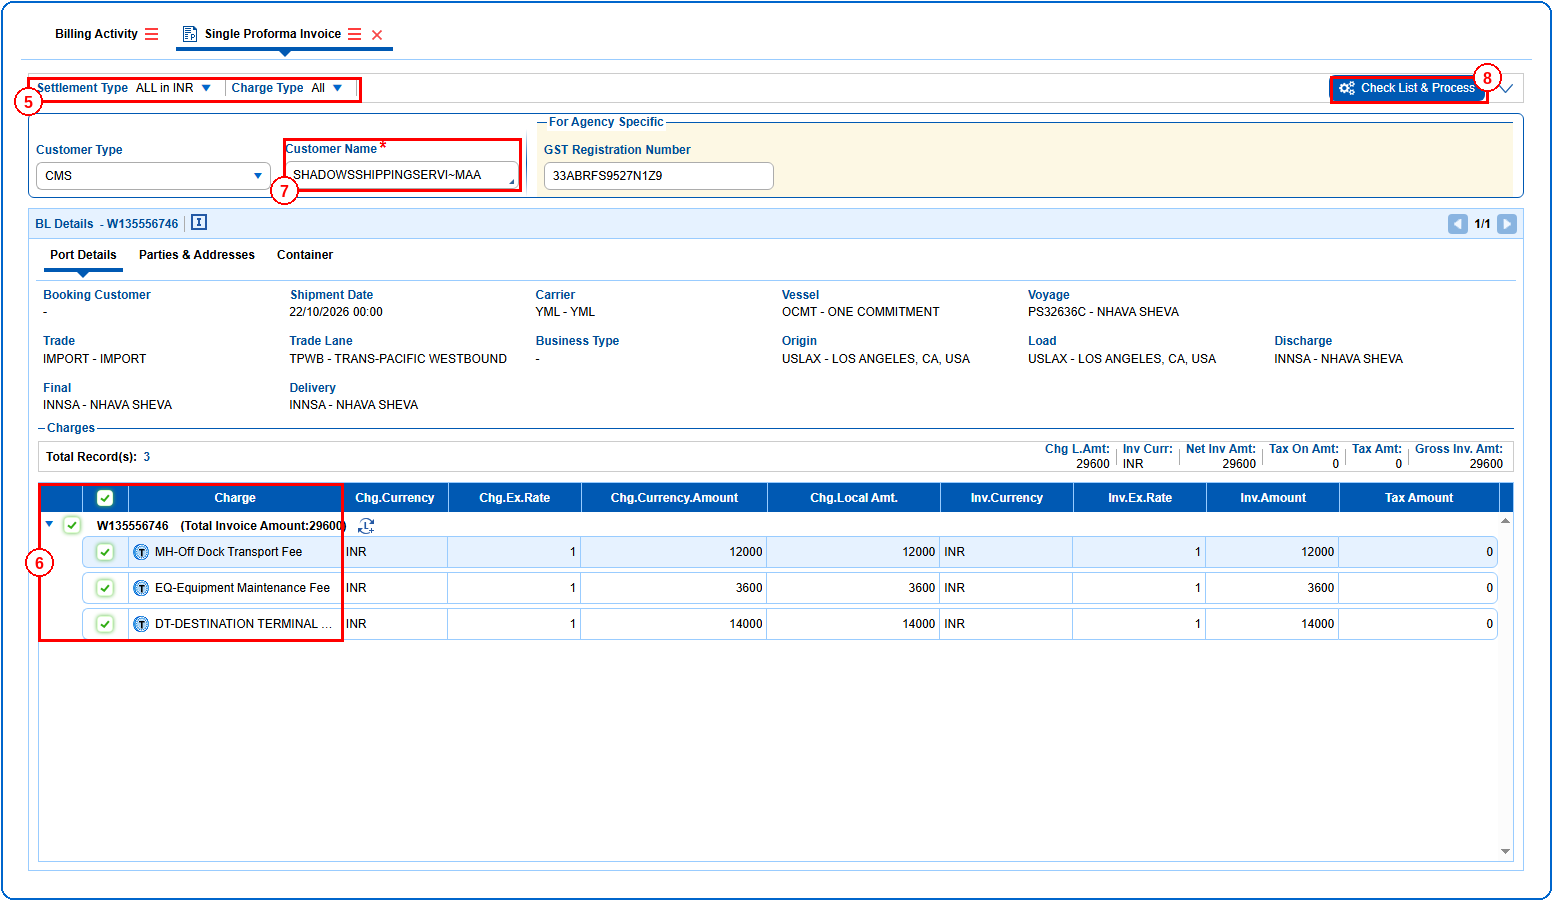 Billing Activity
Single Proforma Invoice
Settlement Type ALL in INR Charge Type All
Check List & Process
5
8
For Agency Specific
Customer Type
Customer Name *
GST Registration Number
CMS
SHADOWSSHIPPINGSERVI~MAA
33ABRFS9527N1Z9
7
BL Details - W135556746
1/1
Port Details Parties & Addresses Container
Booking Customer Shipment Date Carrier Vessel Voyage
- 22/10/2026 00:00 YML - YML OCMT - ONE COMMITMENT PS32636C - NHAVA SHEVA
Trade Trade Lane Business Type Origin Load Discharge
IMPORT - IMPORT TPWB - TRANS-PACIFIC WESTBOUND - USLAX - LOS ANGELES, CA, USA USLAX - LOS ANGELES, CA, USA INNSA - NHAVA SHEVA
Final Delivery
INNSA - NHAVA SHEVA INNSA - NHAVA SHEVA
Charges
Total Record(s): 3
Chg L.Amt: Inv Curr: Net Inv Amt: Tax On Amt: Tax Amt: Gross Inv. Amt:
29600 INR 29600 0 0 29600
Charge Chg.Currency Chg.Ex.Rate Chg.Currency.Amount Chg.Local Amt. Inv.Currency Inv.Ex.Rate Inv.Amount Tax Amount
W135556746 (Total Invoice Amount:29600)
6
T MH-Off Dock Transport Fee INR 1 12000 12000 INR 1 12000 0
T EQ-Equipment Maintenance Fee INR 1 3600 3600 INR 1 3600 0
T DT-DESTINATION TERMINAL ... INR 1 14000 14000 INR 1 14000 0